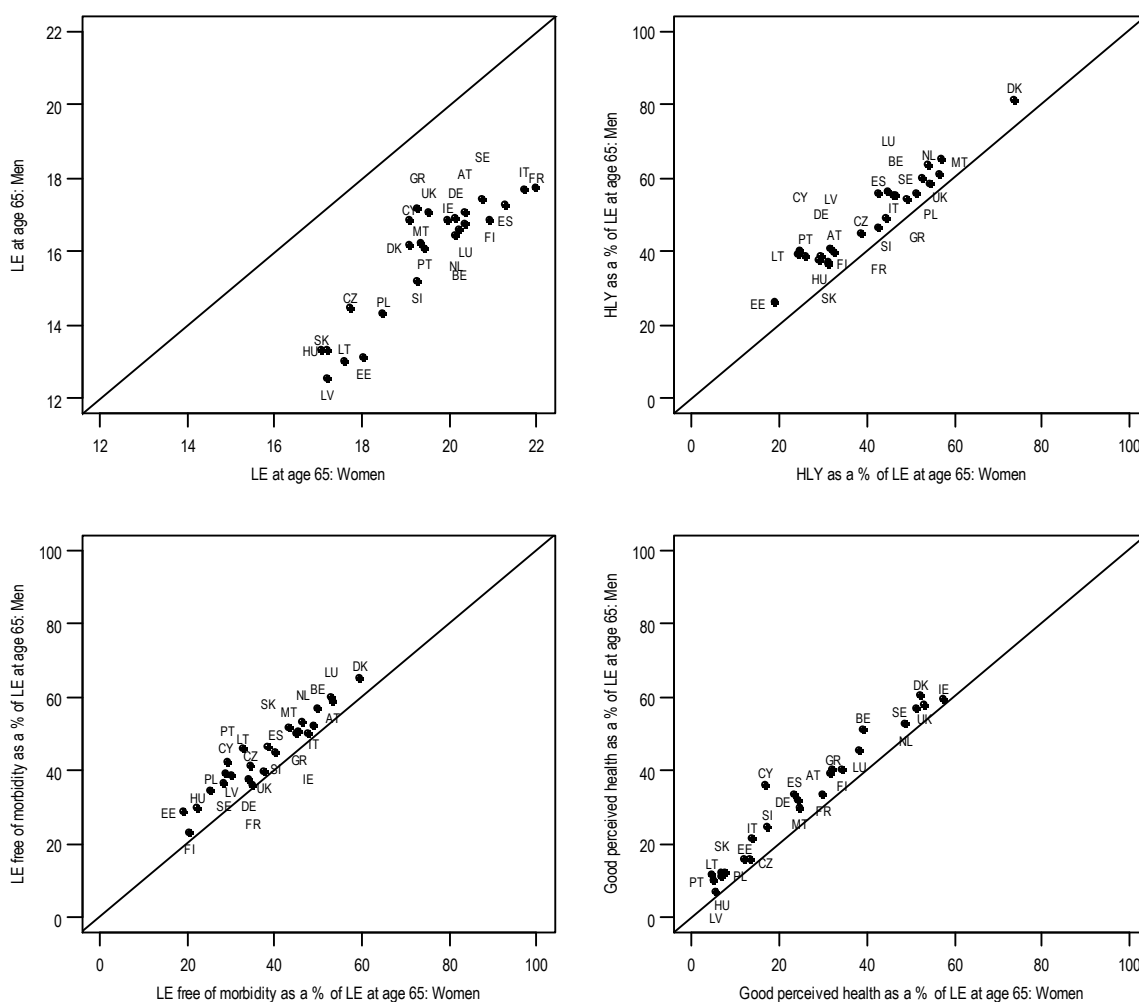 22
20
18
16
14
12
LE at age 65: Men
SE
IT FR
AT
GR
UK DE
CY IE
ES
MT
FI
DK
LU
PT NL
BE
SI
CZ PL
SK
HU LT
EE
LV
12 14 16 18 20 22
LE at age 65: Women
100
80
60
40
20
0
HLY as a % of LE at age 65: Men
DK
LU
NL
BE MT
ES SE
CY LV UK
DE IT PL
CZ
PT AT GR
SI
LT FI
HU FR
EE SK
0 20 40 60 80 100
HLY as a % of LE at age 65: Women
100
80
60
40
20
0
LE free of morbidity as a % of LE at age 65: Men
LU DK
NL BE
SK MT AT
PT LT ES
CY CZ IT
GR
PL SI IE
HU LV UK
EE SE DE
FR
FI
0 20 40 60 80 100
LE free of morbidity as a % of LE at age 65: Women
100
80
60
40
20
0
Good perceived health as a % of LE at age 65: Men
DK IE
BE SE
UK
NL
GR LU
CY AT
ES FI
DE
SI FR
IT MT
SK EE
LT CZ
PT PL
HU
LV
0 20 40 60 80 100
Good perceived health as a % of LE at age 65: Women